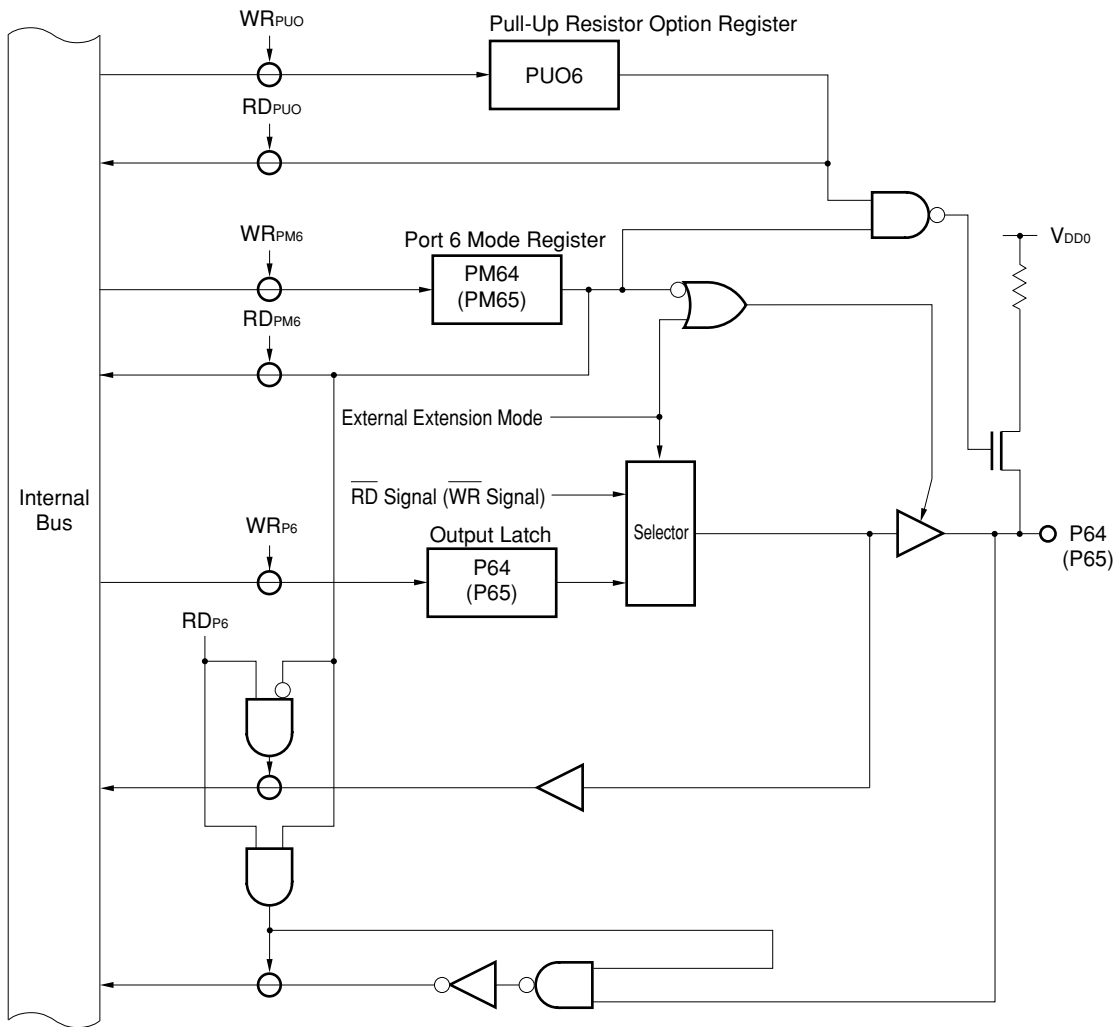 WRPUO
Pull-Up Resistor Option Register
PUO6
RDPUO
WRPM6
Port 6 Mode Register
PM64
(PM65)
VDD0
RDPM6
External Extension Mode
RD Signal (WR Signal)
Internal
Bus
WRP6
Output Latch
P64
(P65)
Selector
P64
(P65)
RDP6